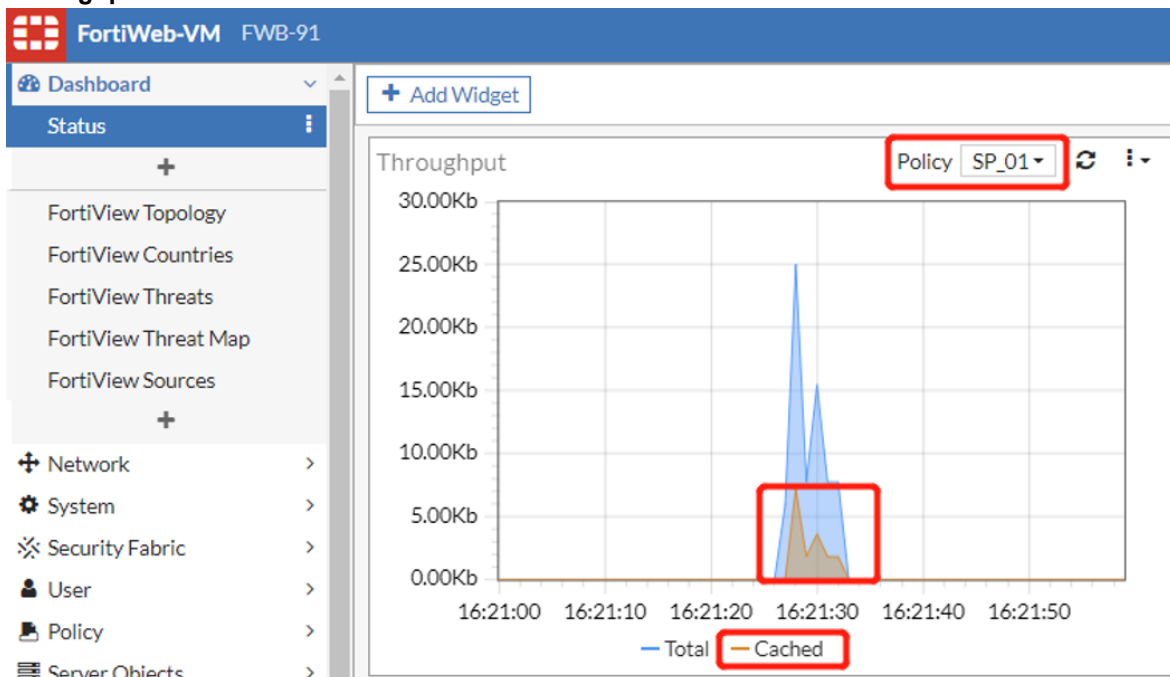 FortiWeb-VM FWB-91
Dashboard
Status
FortiView Topology
FortiView Countries
FortiView Threats
FortiView Threat Map
FortiView Sources
Network
System
Security Fabric
User
Policy
Server Objects
+ Add Widget
Throughput
Policy SP_01
30.00Kb
25.00Kb
20.00Kb
15.00Kb
10.00Kb
5.00Kb
0.00Kb
16:21:00 16:21:10 16:21:20 16:21:30 16:21:40 16:21:50
Total Cached